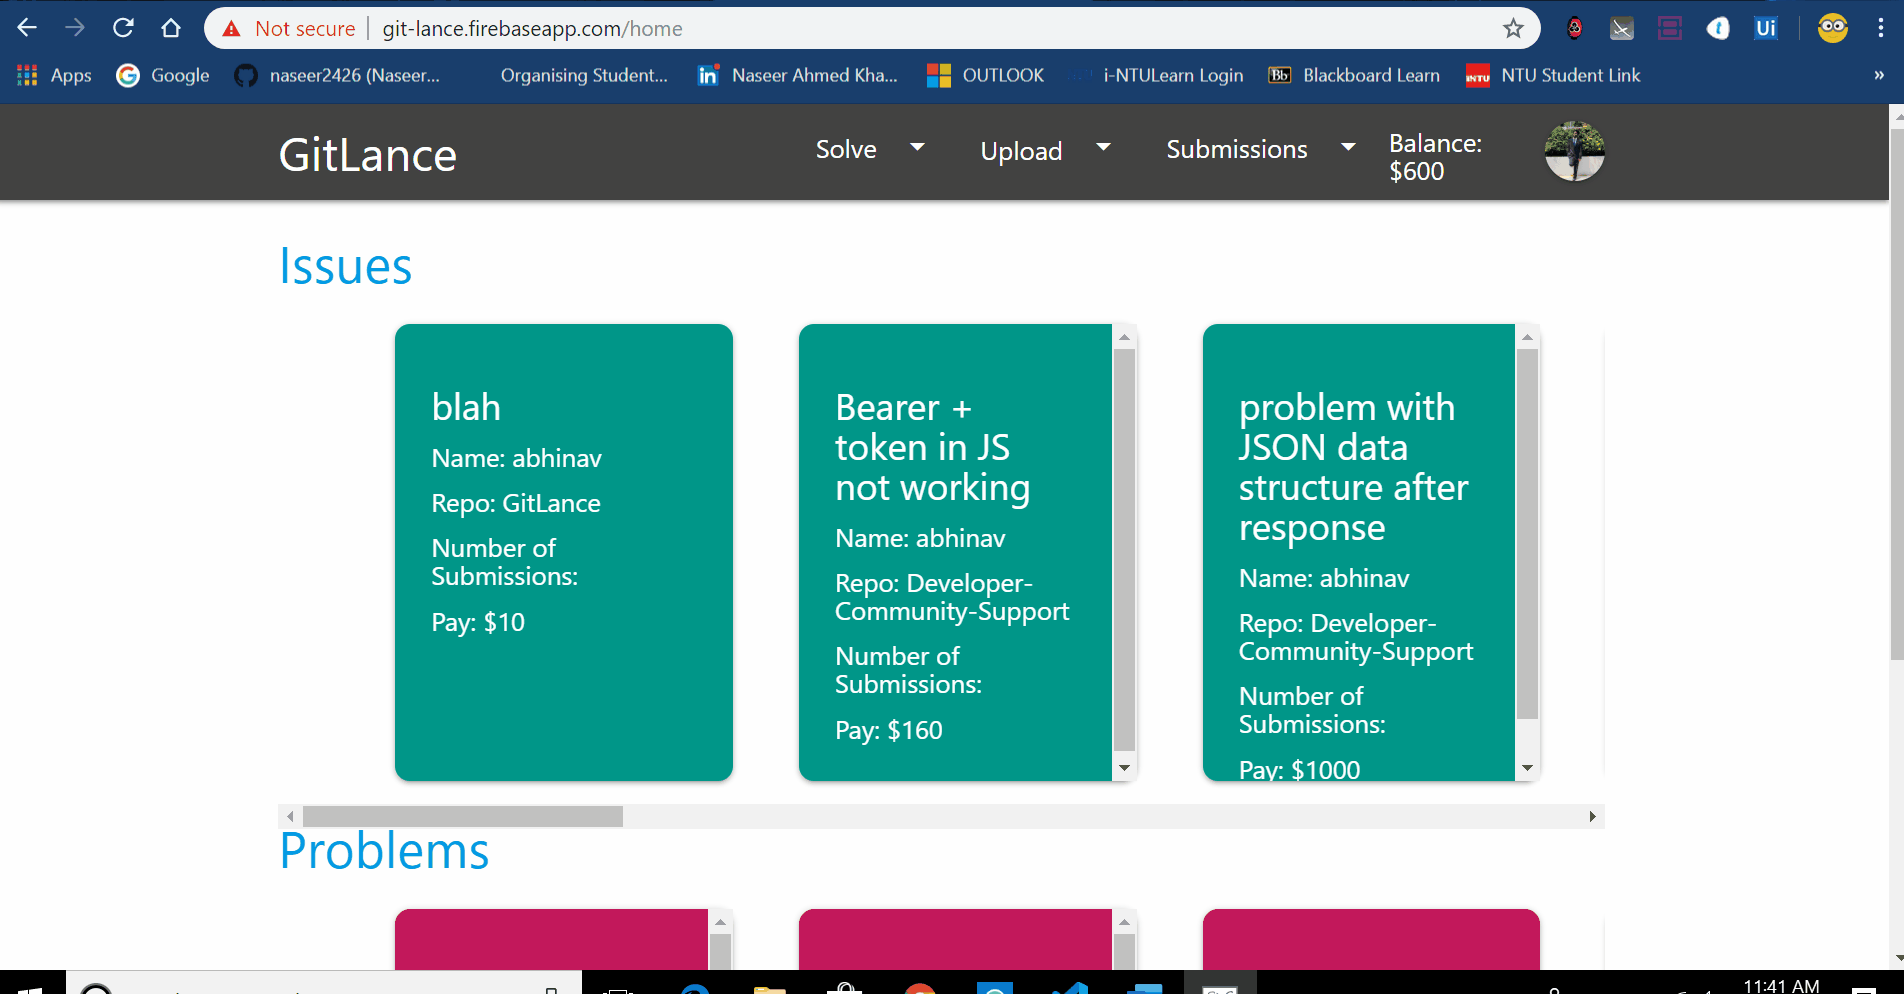 Not secure | git-lance.firebaseapp.com/home
Ui
Apps Google naseer2426 (Naseer... Organising Student... in Naseer Ahmed Kha... OUTLOOK i-NTULearn Login Bb Blackboard Learn NTU Student Link »
GitLance Solve Upload Submissions Balance:
$600
Issues
blah
Name: abhinav
Repo: GitLance
Number of
Submissions:
Pay: $10
Bearer +
token in JS
not working
Name: abhinav
Repo: Developer-
Community-Support
Number of
Submissions:
Pay: $160
problem with
JSON data
structure after
response
Name: abhinav
Repo: Developer-
Community-Support
Number of
Submissions:
Pay: $1000
Problems
11:41 AM